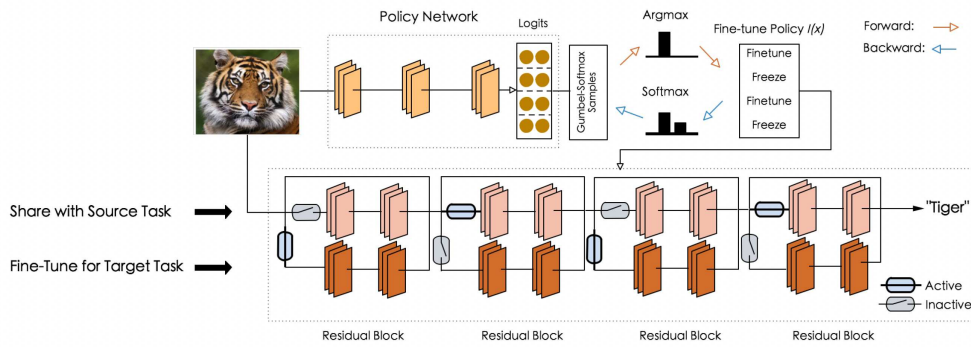 Policy Network
Logits
Gumbel-Softmax
Samples
Argmax
Softmax
Fine-tune Policy I(x)
Finetune
Freeze
Finetune
Freeze
Forward:
Backward:
Share with Source Task
Fine-Tune for Target Task
"Tiger"
Active
Inactive
Residual Block
Residual Block
Residual Block
Residual Block